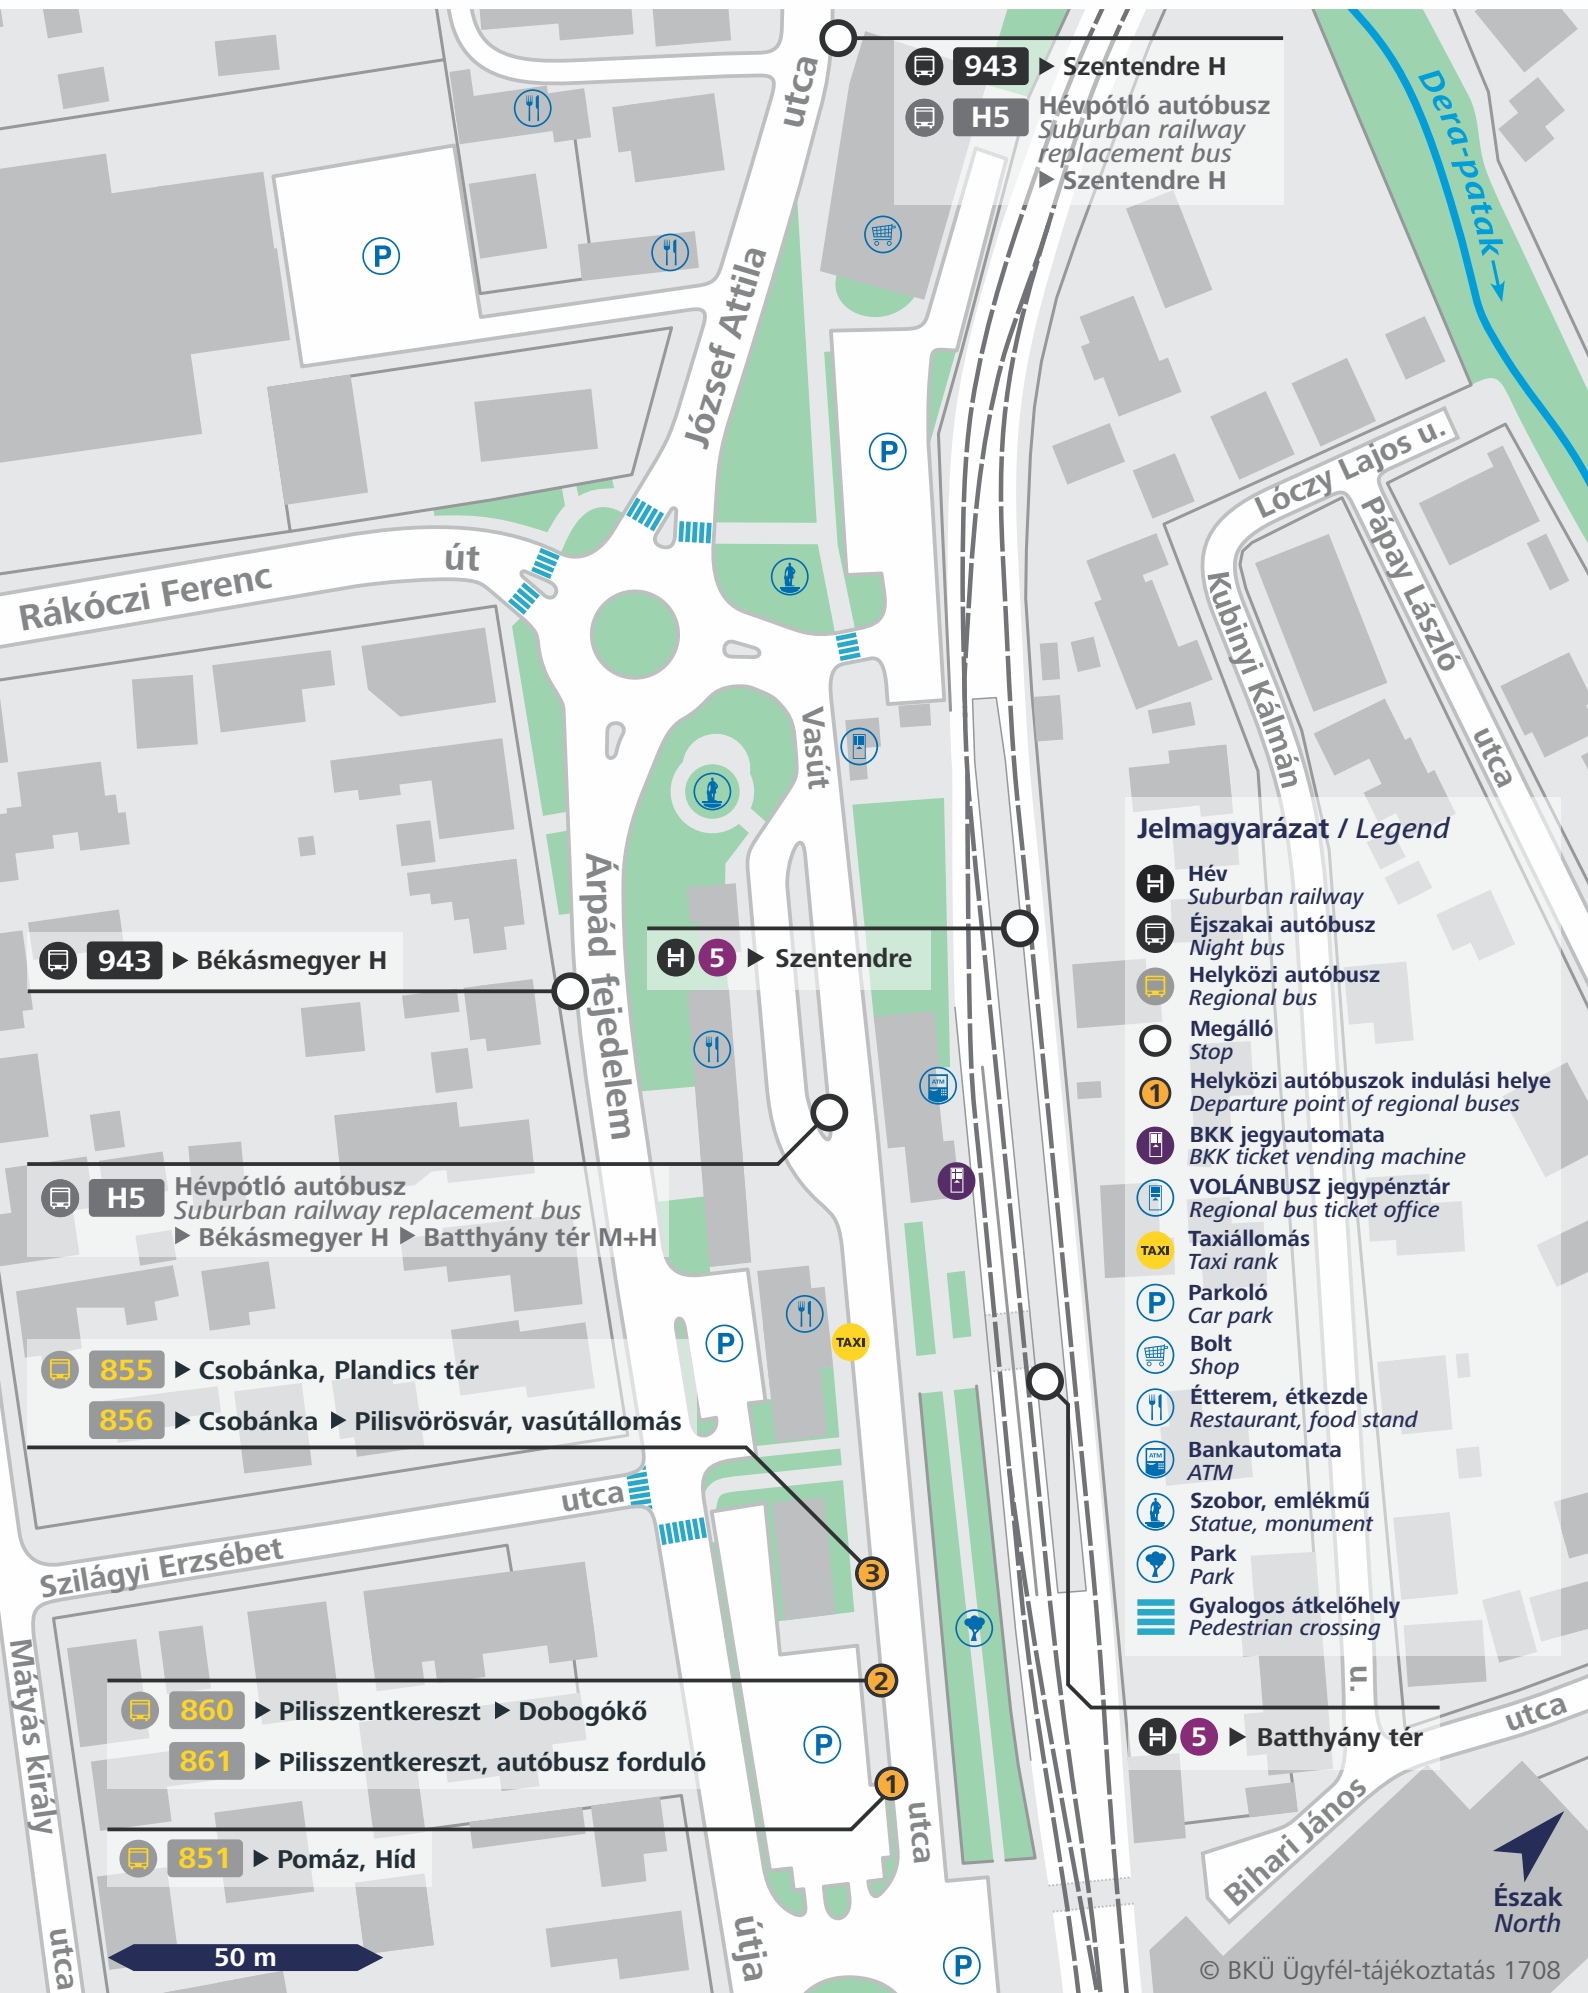 943 Szentendre H
H5 Hévpótló autóbusz
Suburban railway
replacement bus
Szentendre H
Dera-patak
utca
József Attila
P
P
Lóczy Lajos u.
Pápay László
utca
Kubinyi Kálmán
u.
út
Rákóczi Ferenc
Vasút
Árpád fejedelem
943 Békásmegyer H
H 5 Szentendre
ATM
H5 Hévpótló autóbusz
Suburban railway replacement bus
Békásmegyer H Batthyány tér M+H
P
TAXI
855 Csobánka, Plandics tér
856 Csobánka Pilisvörösvár, vasútállomás
utca
Szilágyi Erzsébet
3
2
860 Pilisszentkereszt Dobogókő
861 Pilisszentkereszt, autóbusz forduló
P
1
851 Pomáz, Híd
Mátyás király
utca
utca
útja
P
H 5 Batthyány tér
utca
Bihari János
Jelmagyarázat / Legend
H Hév
Suburban railway
Éjszakai autóbusz
Night bus
Helyközi autóbusz
Regional bus
Megálló
Stop
1 Helyközi autóbuszok indulási helye
Departure point of regional buses
BKK jegyautomata
BKK ticket vending machine
VOLÁNBUSZ jegypénztár
Regional bus ticket office
TAXI Taxiállomás
Taxi rank
P Parkoló
Car park
Bolt
Shop
Étterem, étkezde
Restaurant, food stand
ATM Bankautomata
ATM
Szobor, emlékmű
Statue, monument
Park
Park
Gyalogos átkelőhely
Pedestrian crossing
50 m
Észak
North
© BKÜ Ügyfél-tájékoztatás 1708